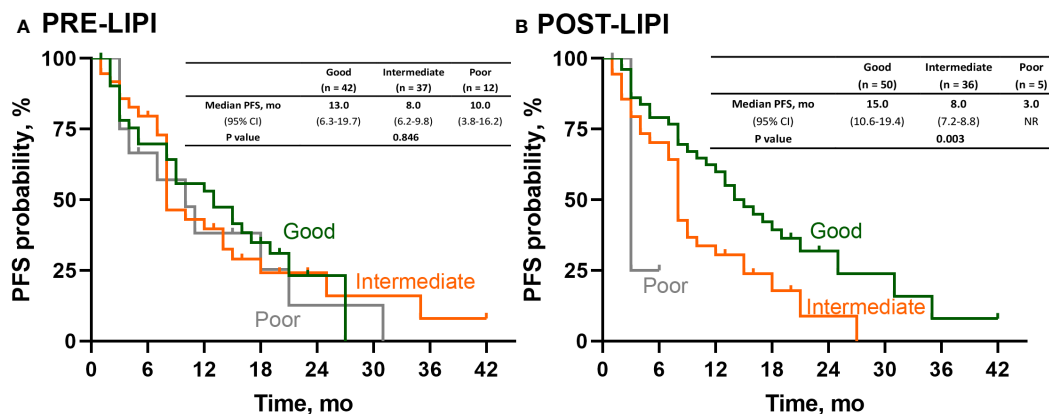 A PRE-LIPI
Good Intermediate Poor
(n = 42) (n = 37) (n = 12)
Median PFS, mo 13.0 8.0 10.0
(95% CI) (6.3-19.7) (6.2-9.8) (3.8-16.2)
P value 0.846
PFS probability, %
100
75
50
25
0
Good
Intermediate
Poor
0 6 12 18 24 30 36 42
Time, mo
B POST-LIPI
Good Intermediate Poor
(n = 50) (n = 36) (n = 5)
Median PFS, mo 15.0 8.0 3.0
(95% CI) (10.6-19.4) (7.2-8.8) NR
P value 0.003
PFS probability, %
100
75
50
25
0
Good
Poor
Intermediate
0 6 12 18 24 30 36 42
Time, mo